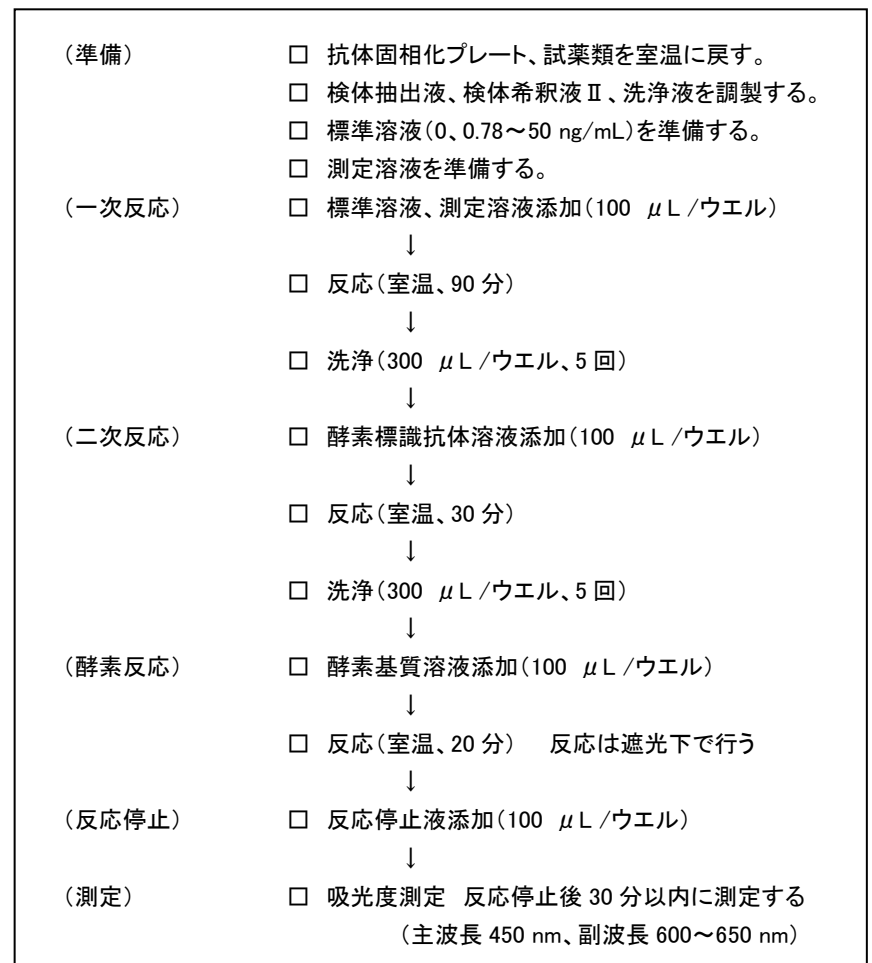 （準備） □ 抗体固相化プレート、試薬類を室温に戻す。
□ 検体抽出液、検体希釈液Ⅱ、洗浄液を調製する。
□ 標準溶液（0、0.78～50 ng/mL）を準備する。
□ 測定溶液を準備する。
（一次反応） □ 標準溶液、測定溶液添加（100 μL /ウエル）
↓
□ 反応（室温、90 分）
↓
□ 洗浄（300 μL /ウエル、5 回）
↓
（二次反応） □ 酵素標識抗体溶液添加（100 μL /ウエル）
↓
□ 反応（室温、30 分）
↓
□ 洗浄（300 μL /ウエル、5 回）
↓
（酵素反応） □ 酵素基質溶液添加（100 μL /ウエル）
↓
□ 反応（室温、20 分） 反応は遮光下で行う
↓
（反応停止） □ 反応停止液添加（100 μL /ウエル）
↓
（測定） □ 吸光度測定 反応停止後 30 分以内に測定する
（主波長 450 nm、副波長 600～650 nm）